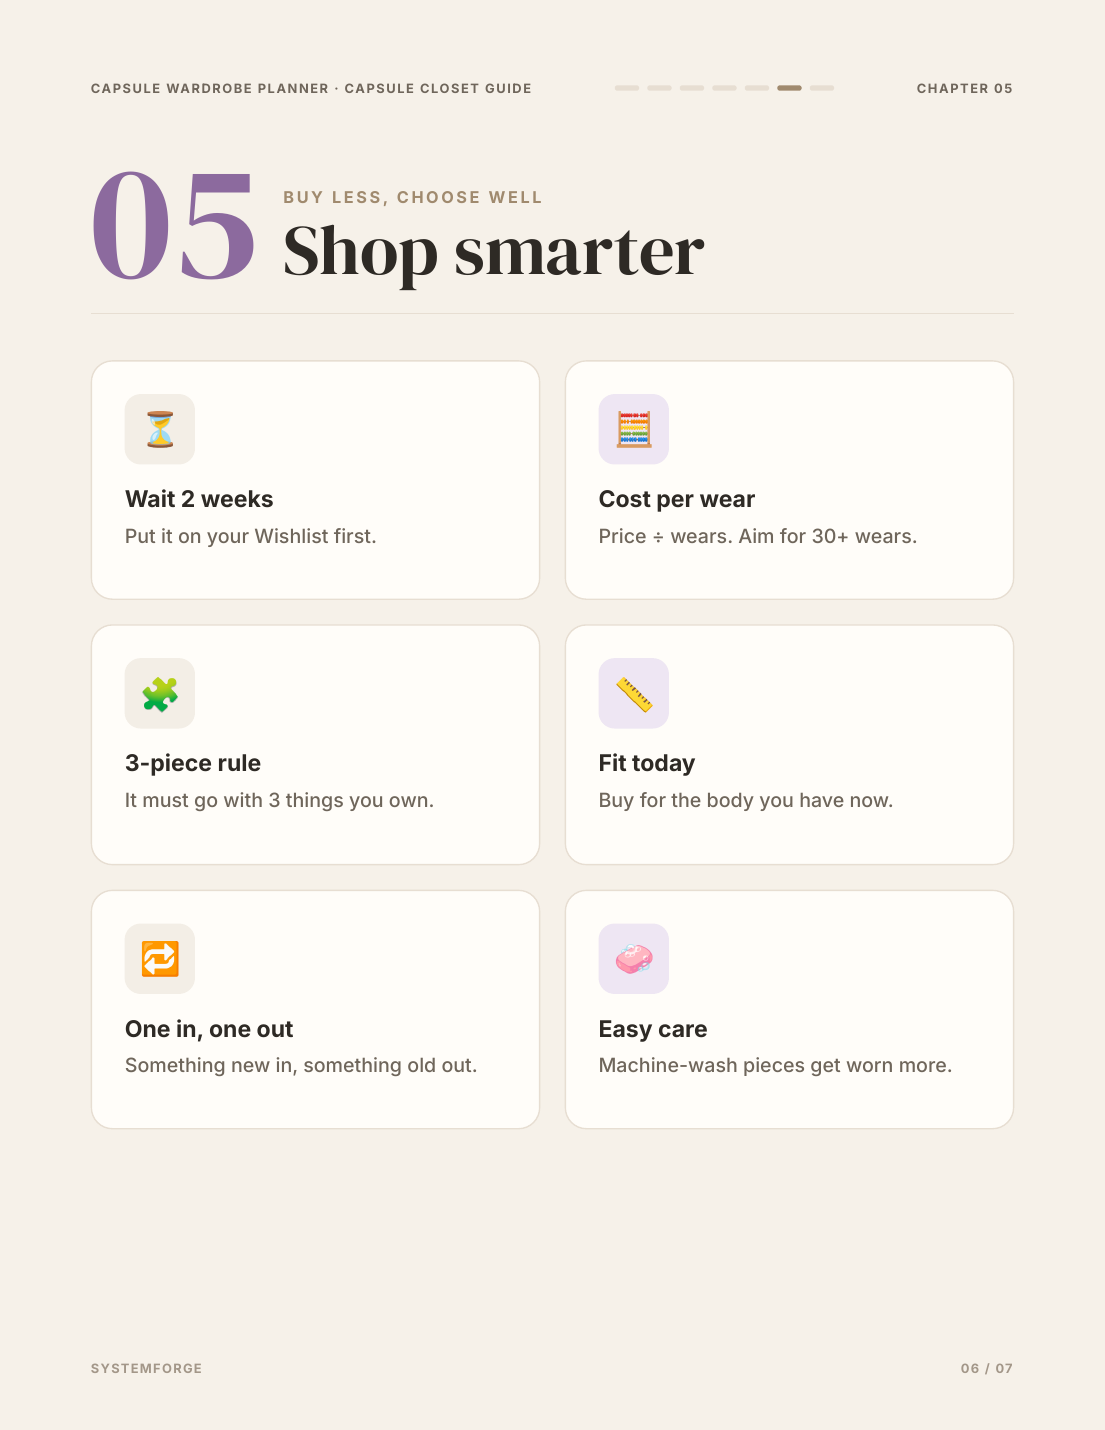 CAPSULE WARDROBE PLANNER · CAPSULE CLOSET GUIDE
CHAPTER 05
05
BUY LESS, CHOOSE WELL
Shop smarter
Wait 2 weeks
Put it on your Wishlist first.
Cost per wear
Price ÷ wears. Aim for 30+ wears.
3-piece rule
It must go with 3 things you own.
Fit today
Buy for the body you have now.
One in, one out
Something new in, something old out.
Easy care
Machine-wash pieces get worn more.
SYSTEMFORGE
06 / 07